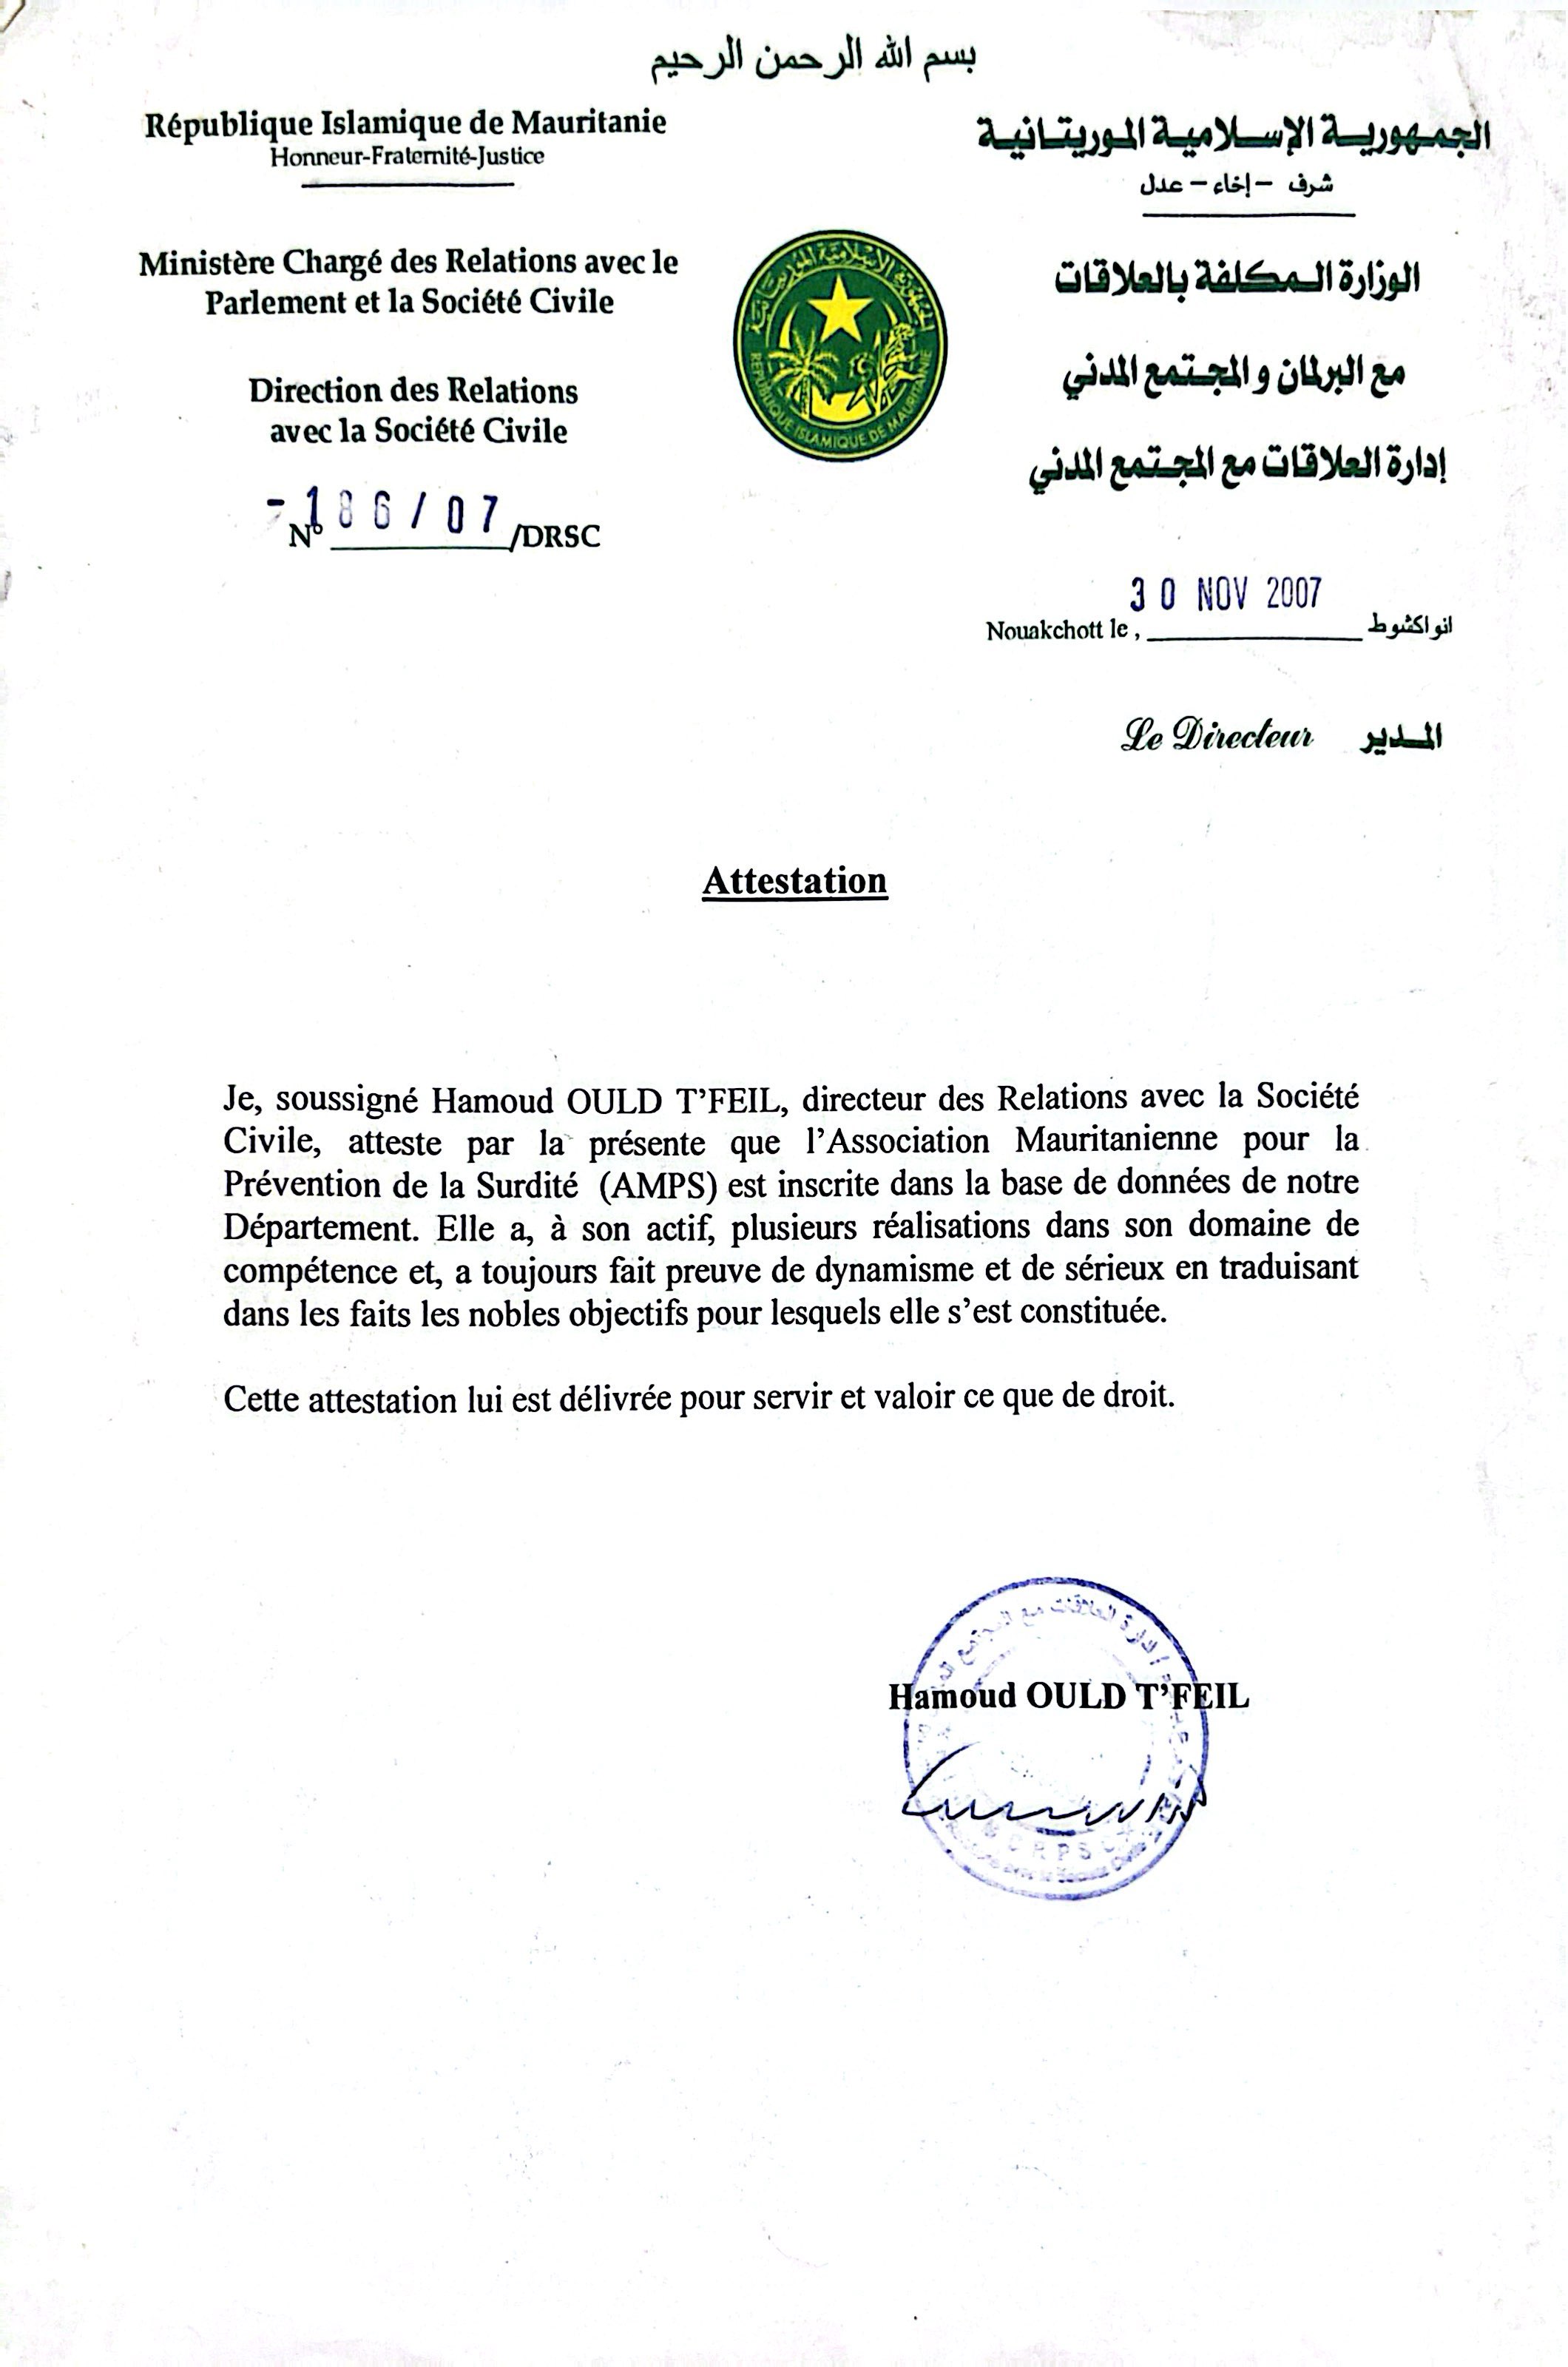 بسم الله الرحمن الرحيم
République Islamique de Mauritanie
Honneur-Fraternité-Justice
الجمهورية الإسلامية الموريتانية
شرف - إخاء - عدل
Ministère Chargé des Relations avec le
Parlement et la Société Civile
Direction des Relations
avec la Société Civile
N° 186/07/DRSC
الجمهورية الإسلامية الموريتانية
REPUBLIQUE ISLAMIQUE DE MAURITANIE
الوزارة المكلفة بالعلاقات
مع البرلمان والمجتمع المدني
إدارة العلاقات مع المجتمع المدني
Nouakchott le, 30 NOV 2007 انواكشوط
Le Directeur المدير
Attestation
Je, soussigné Hamoud OULD T'FEIL, directeur des Relations avec la Société
Civile, atteste par la présente que l'Association Mauritanienne pour la
Prévention de la Surdité (AMPS) est inscrite dans la base de données de notre
Département. Elle a, à son actif, plusieurs réalisations dans son domaine de
compétence et, a toujours fait preuve de dynamisme et de sérieux en traduisant
dans les faits les nobles objectifs pour lesquels elle s'est constituée.
Cette attestation lui est délivrée pour servir et valoir ce que de droit.
Hamoud OULD T'FEIL
إدارة العلاقات مع المجتمع